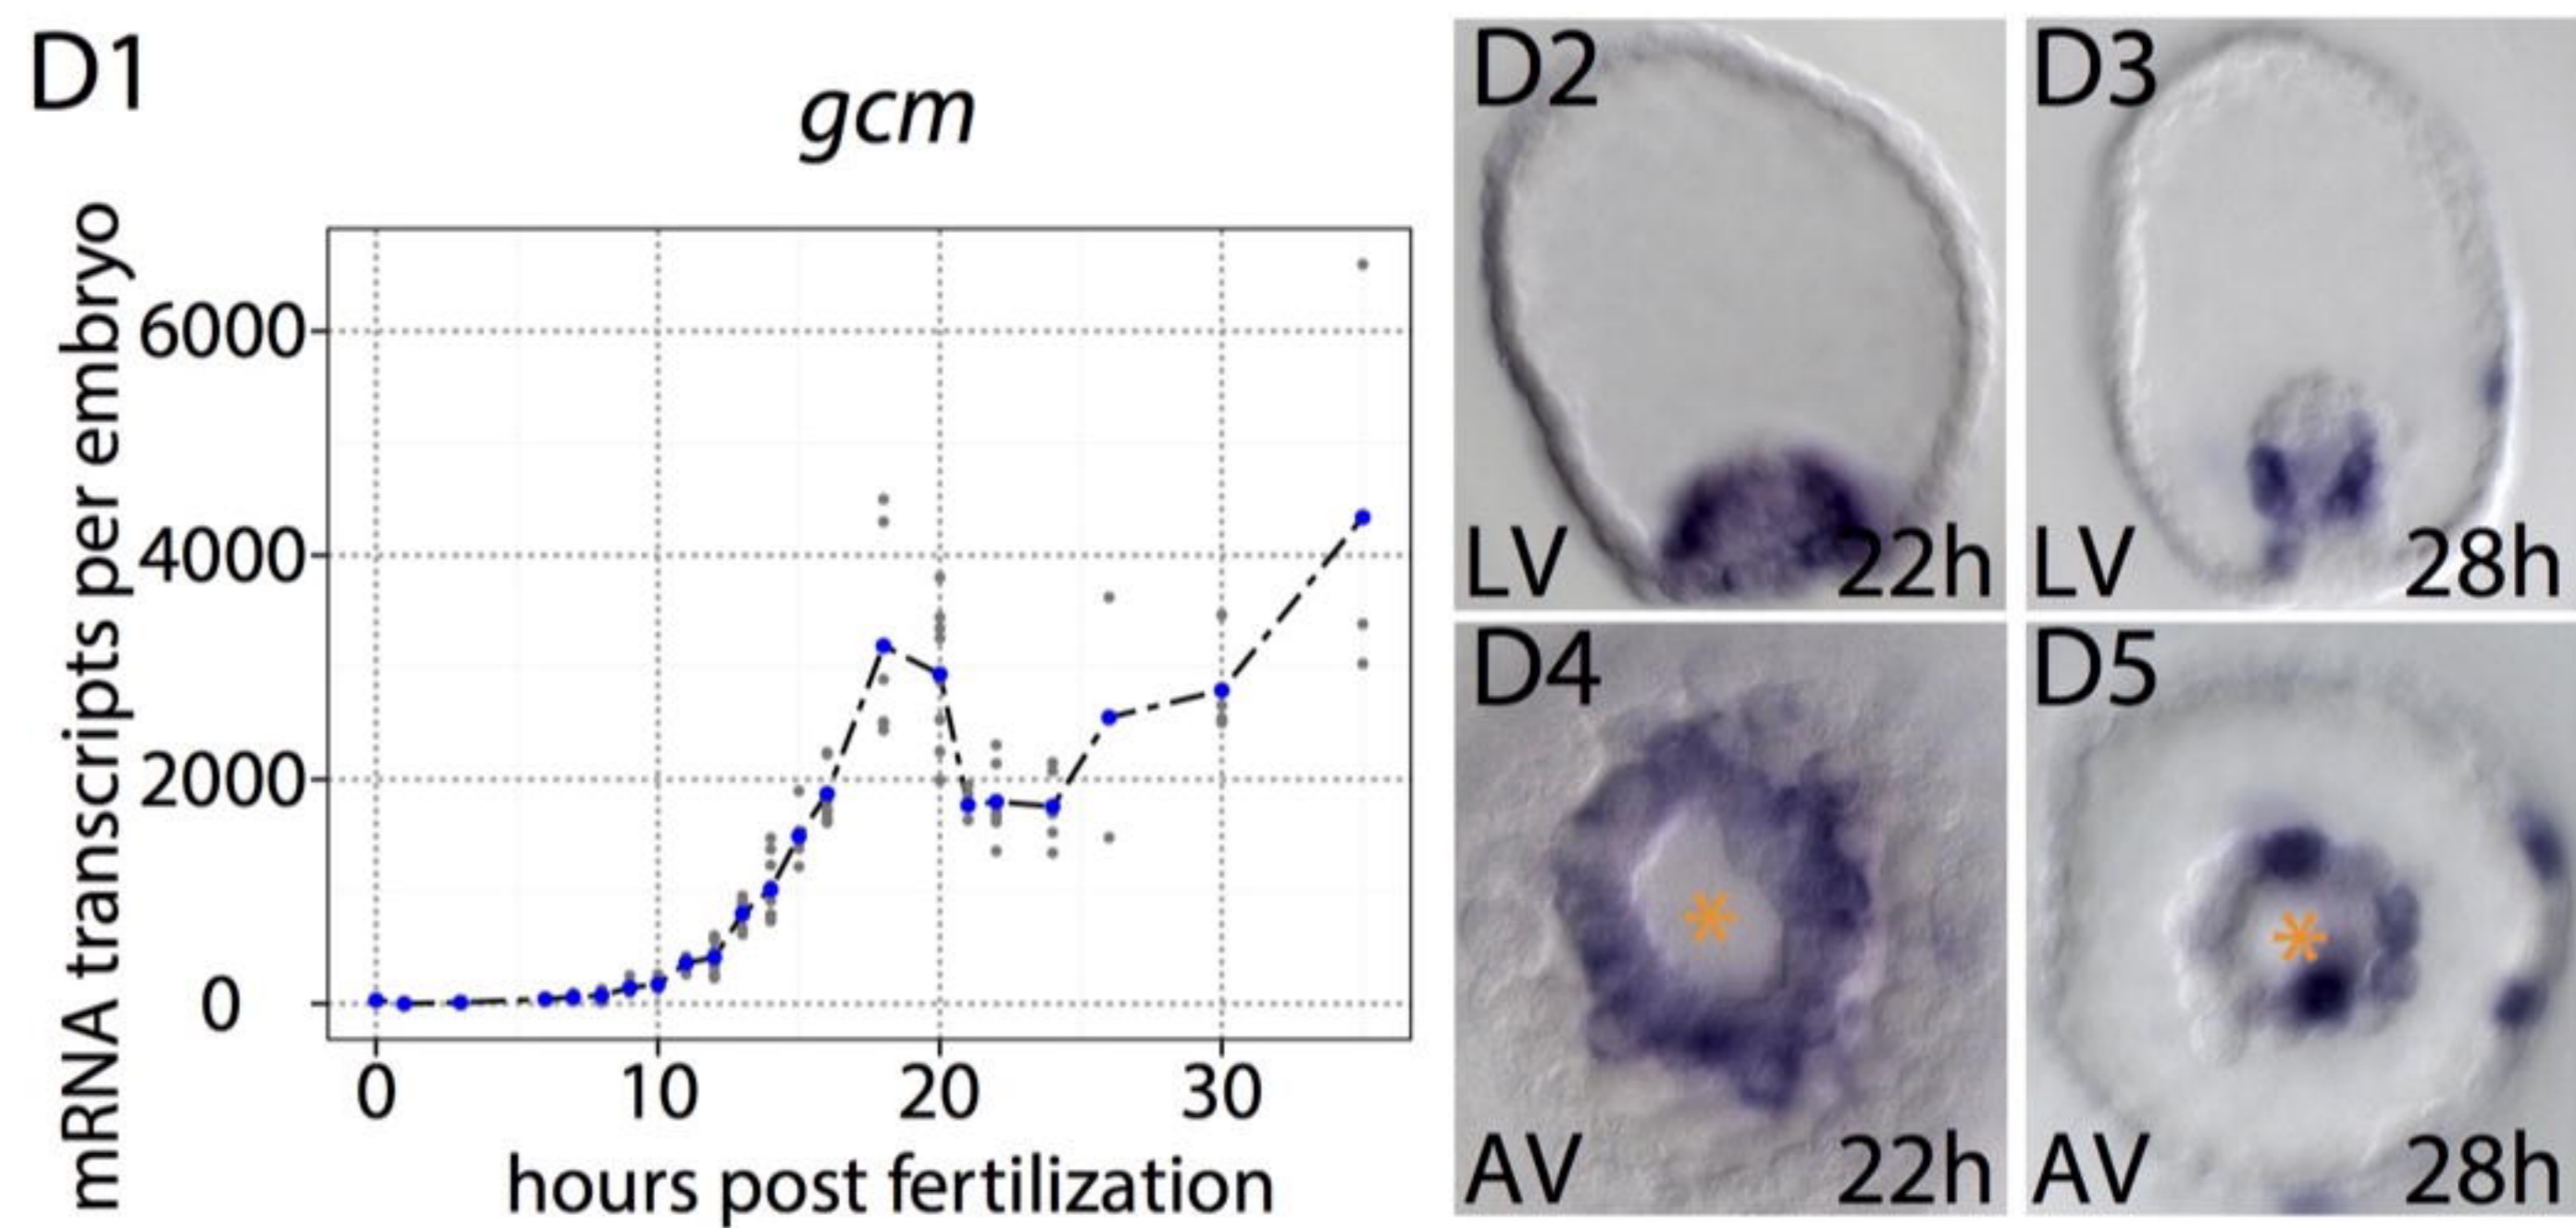 D1
gcm
mRNA transcripts per embryo
6000
4000
2000
0
0 10 20 30
hours post fertilization
D2
LV 22h
D3
LV 28h
D4
*
AV 22h
D5
*
AV 28h